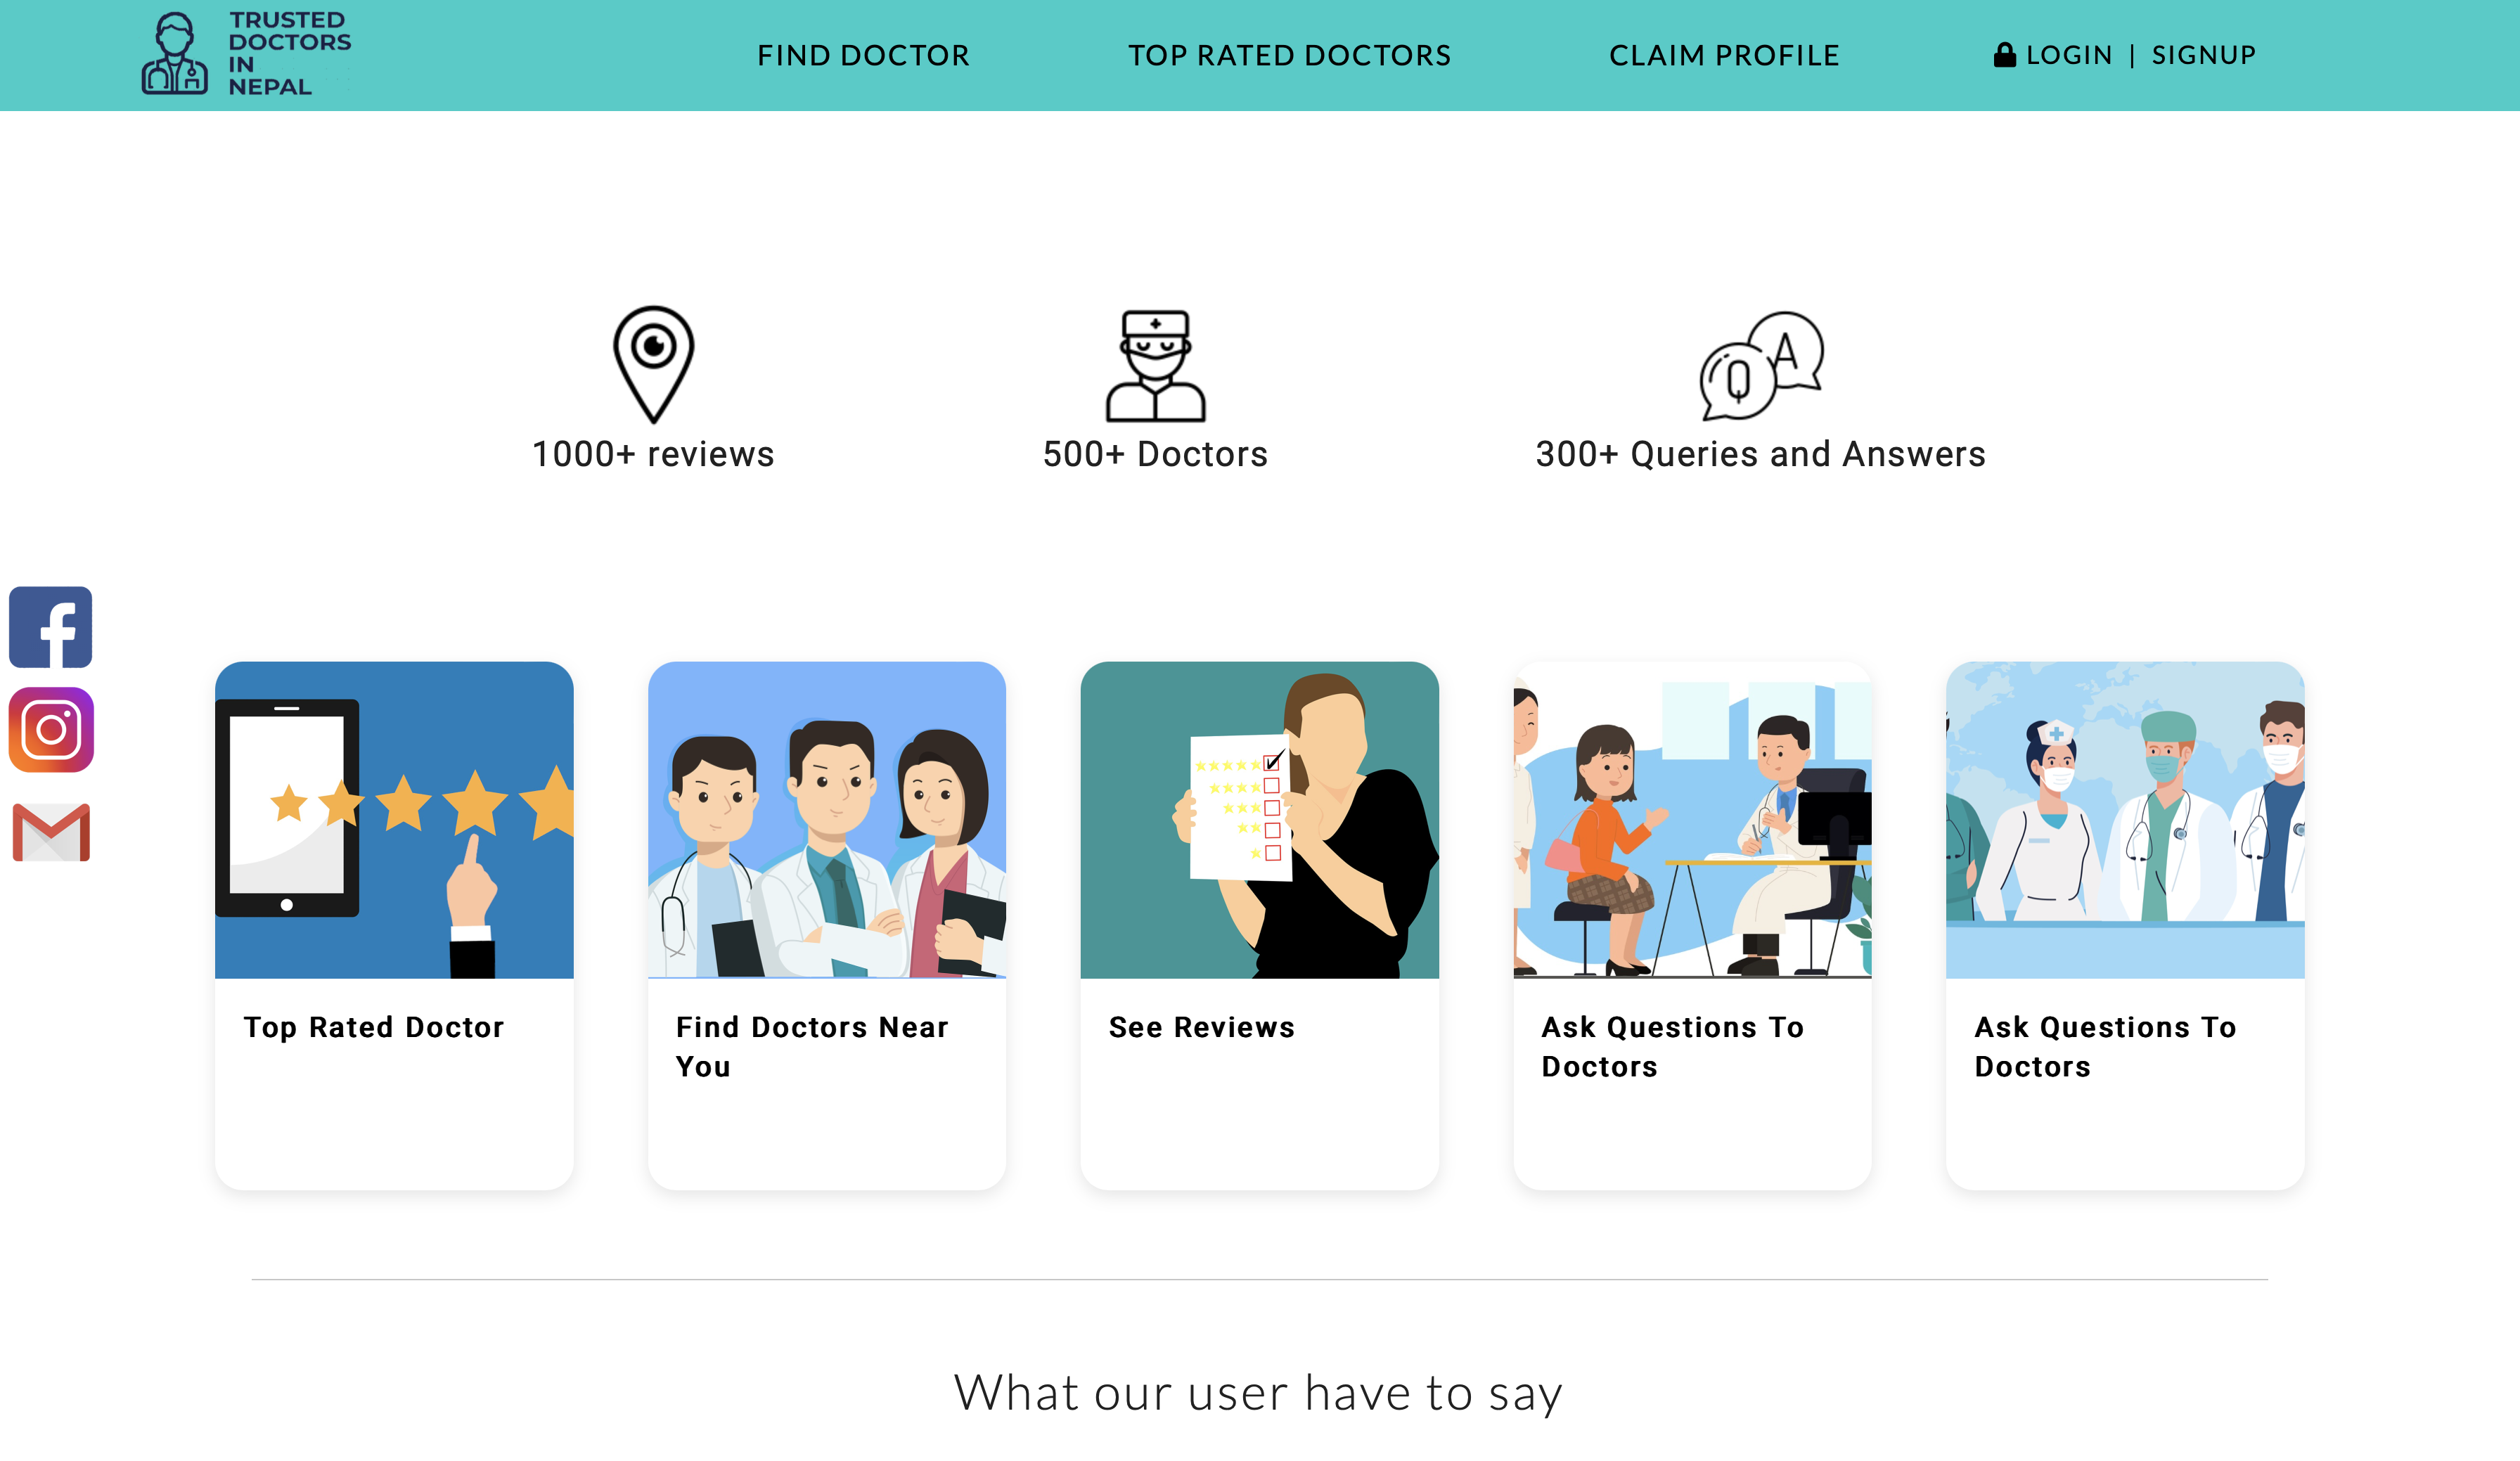 TRUSTED
DOCTORS
IN
NEPAL
FIND DOCTOR
TOP RATED DOCTORS
CLAIM PROFILE
LOGIN | SIGNUP
Q A
1000+ reviews
500+ Doctors
300+ Queries and Answers
Top Rated Doctor
Find Doctors Near
You
See Reviews
Ask Questions To
Doctors
Ask Questions To
Doctors
What our user have to say